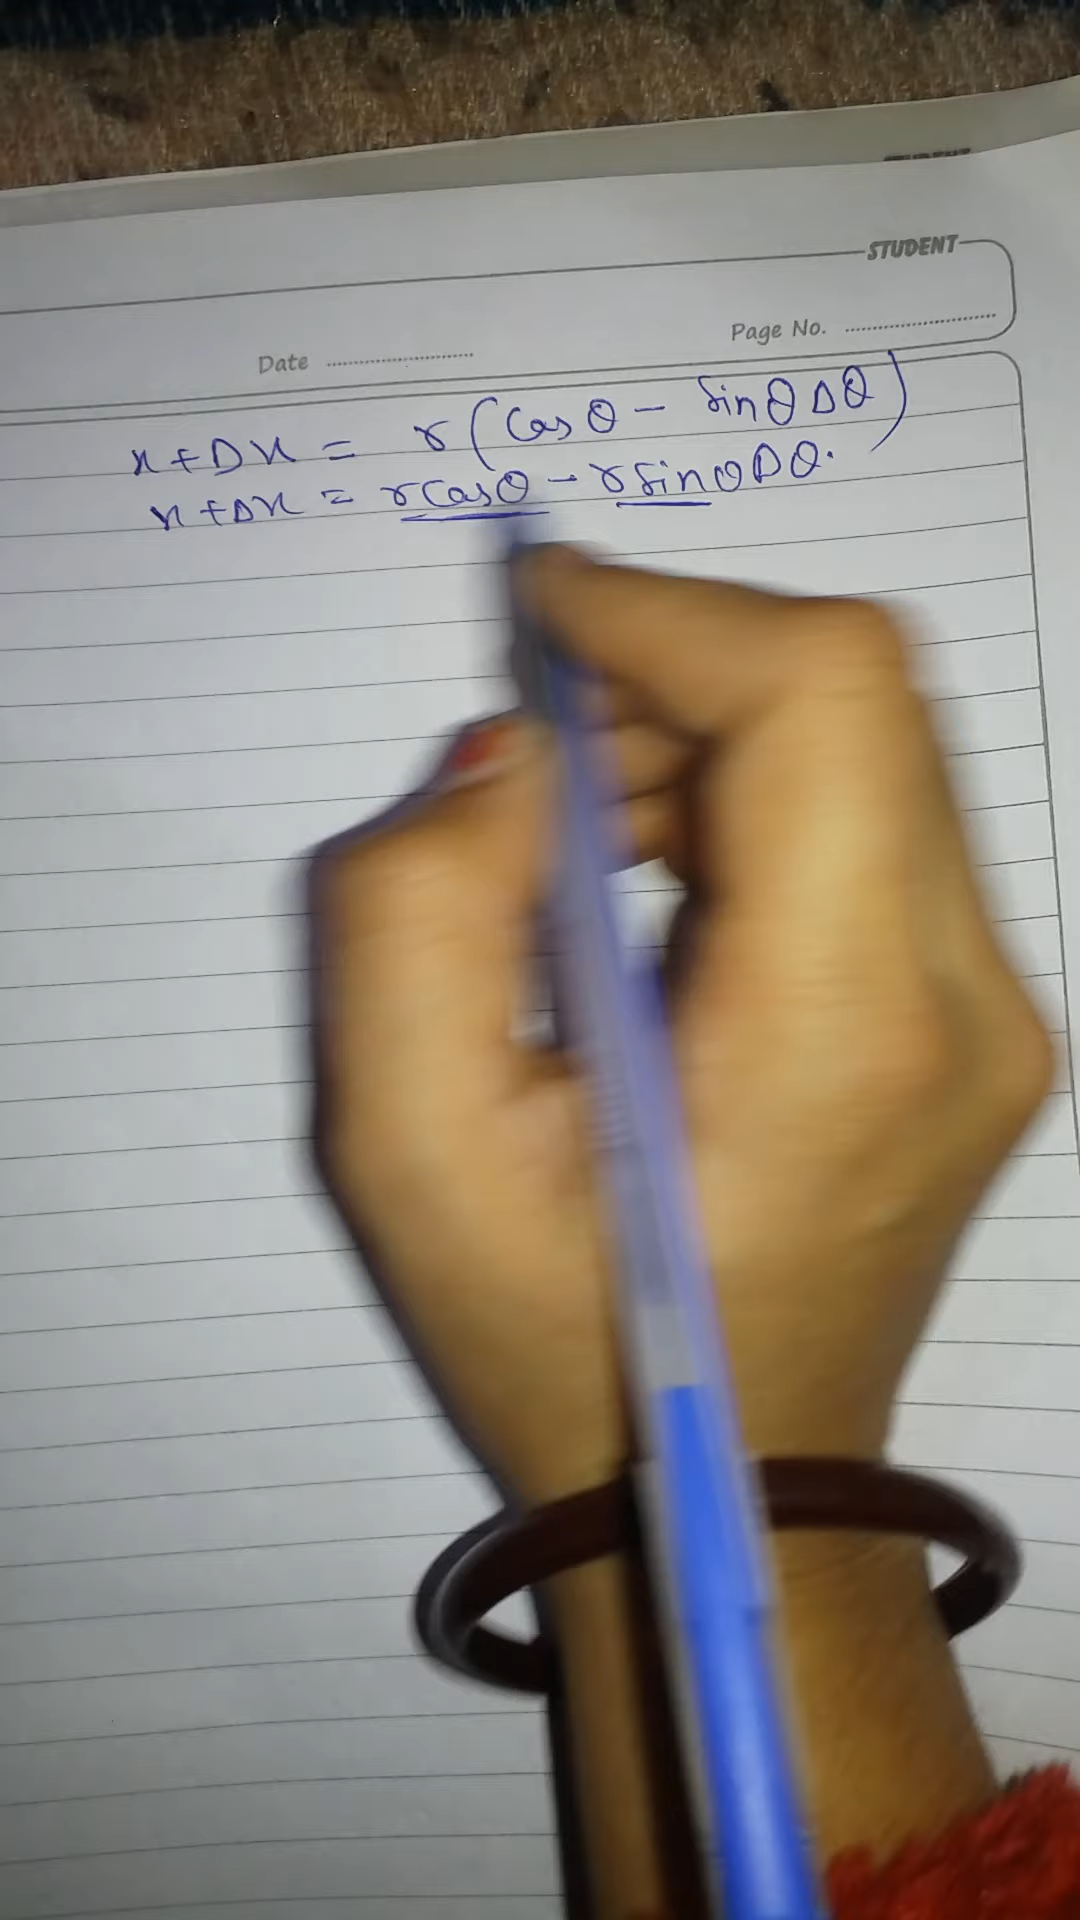 STUDENT
Page No.
Date
x + Δx = r(cos θ - sin θ Δθ)
x + Δx = r cos θ - r sin θ Δθ.